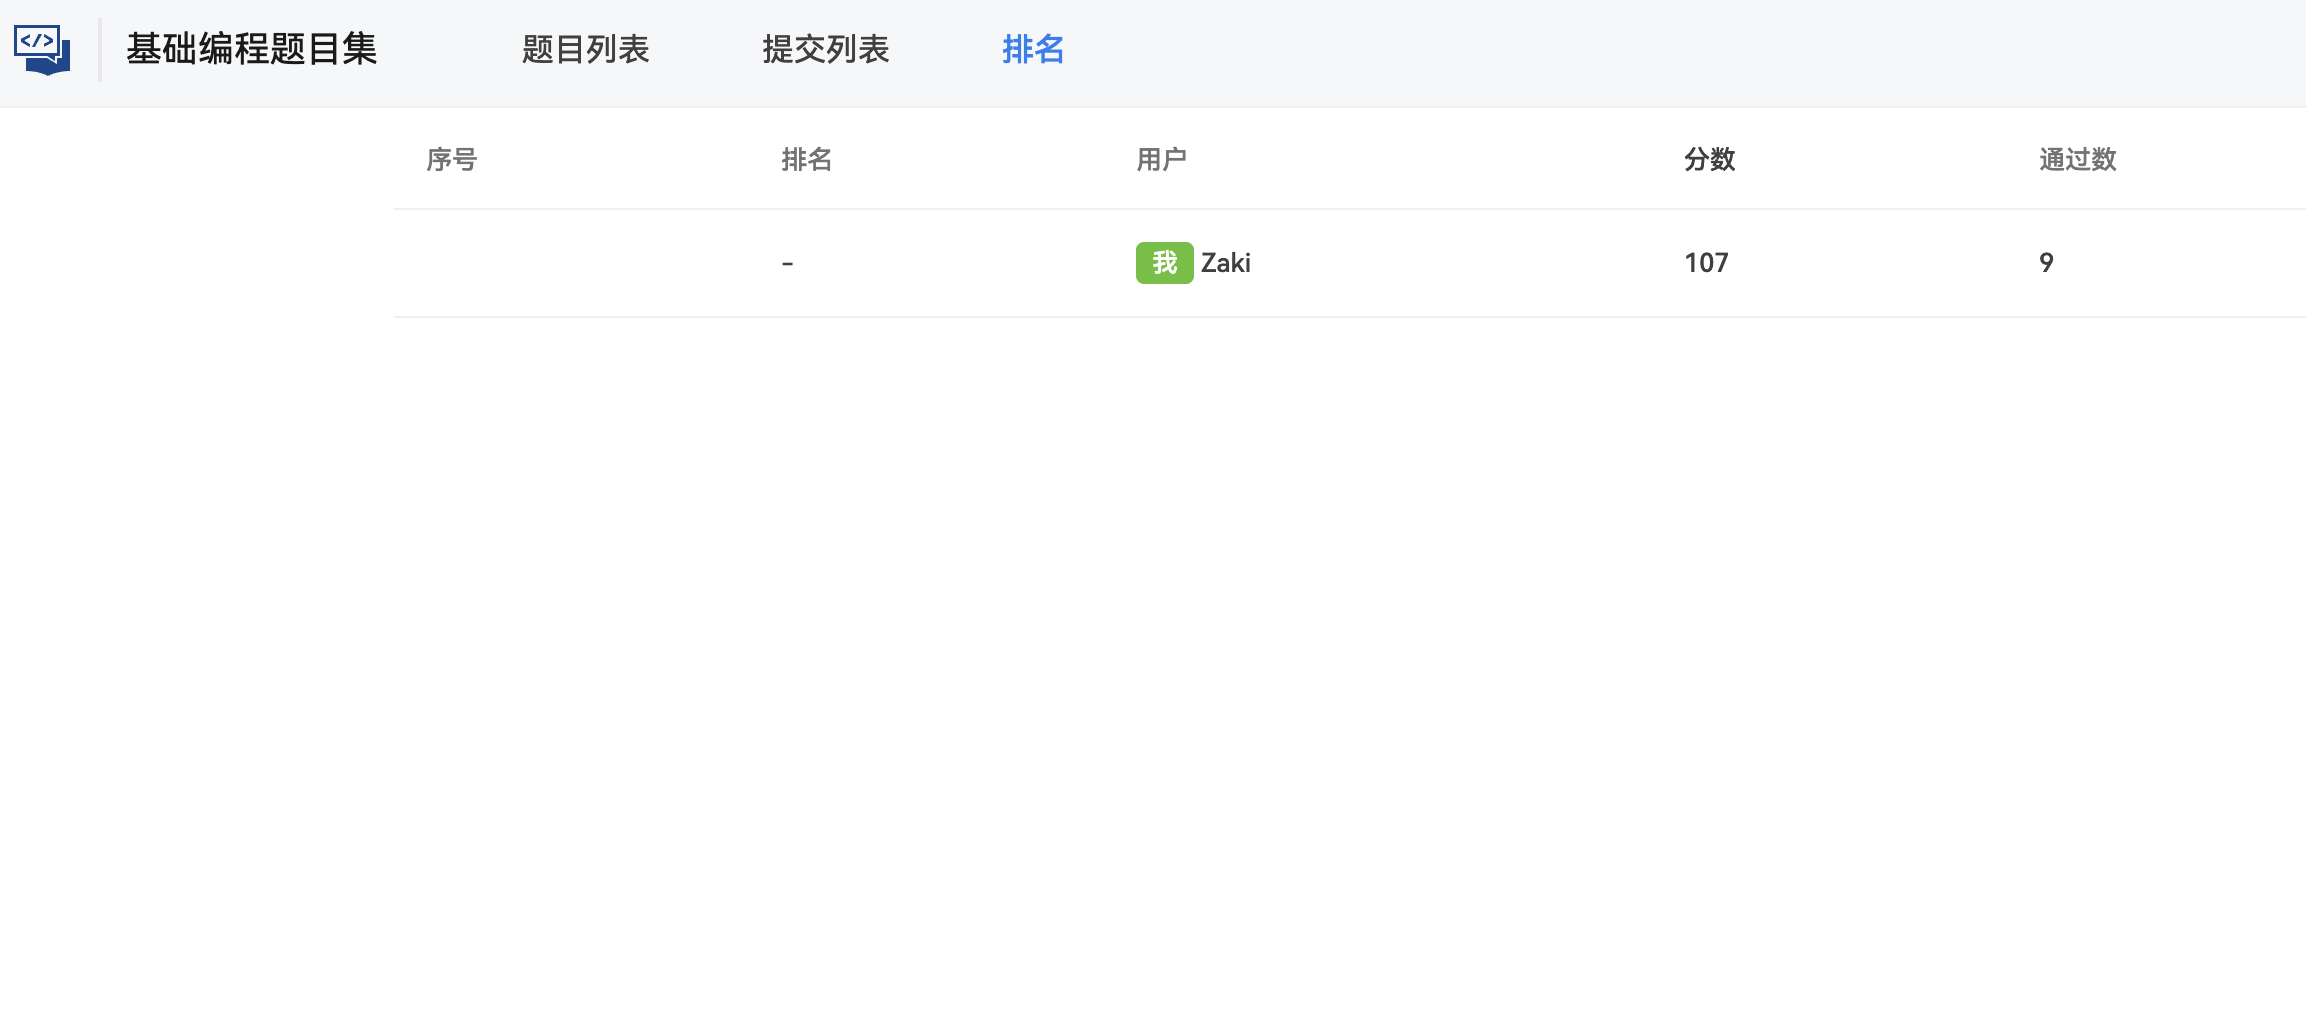 </> 基础编程题目集 题目列表 提交列表 排名
序号 排名 用户 分数 通过数
- 我 Zaki 107 9